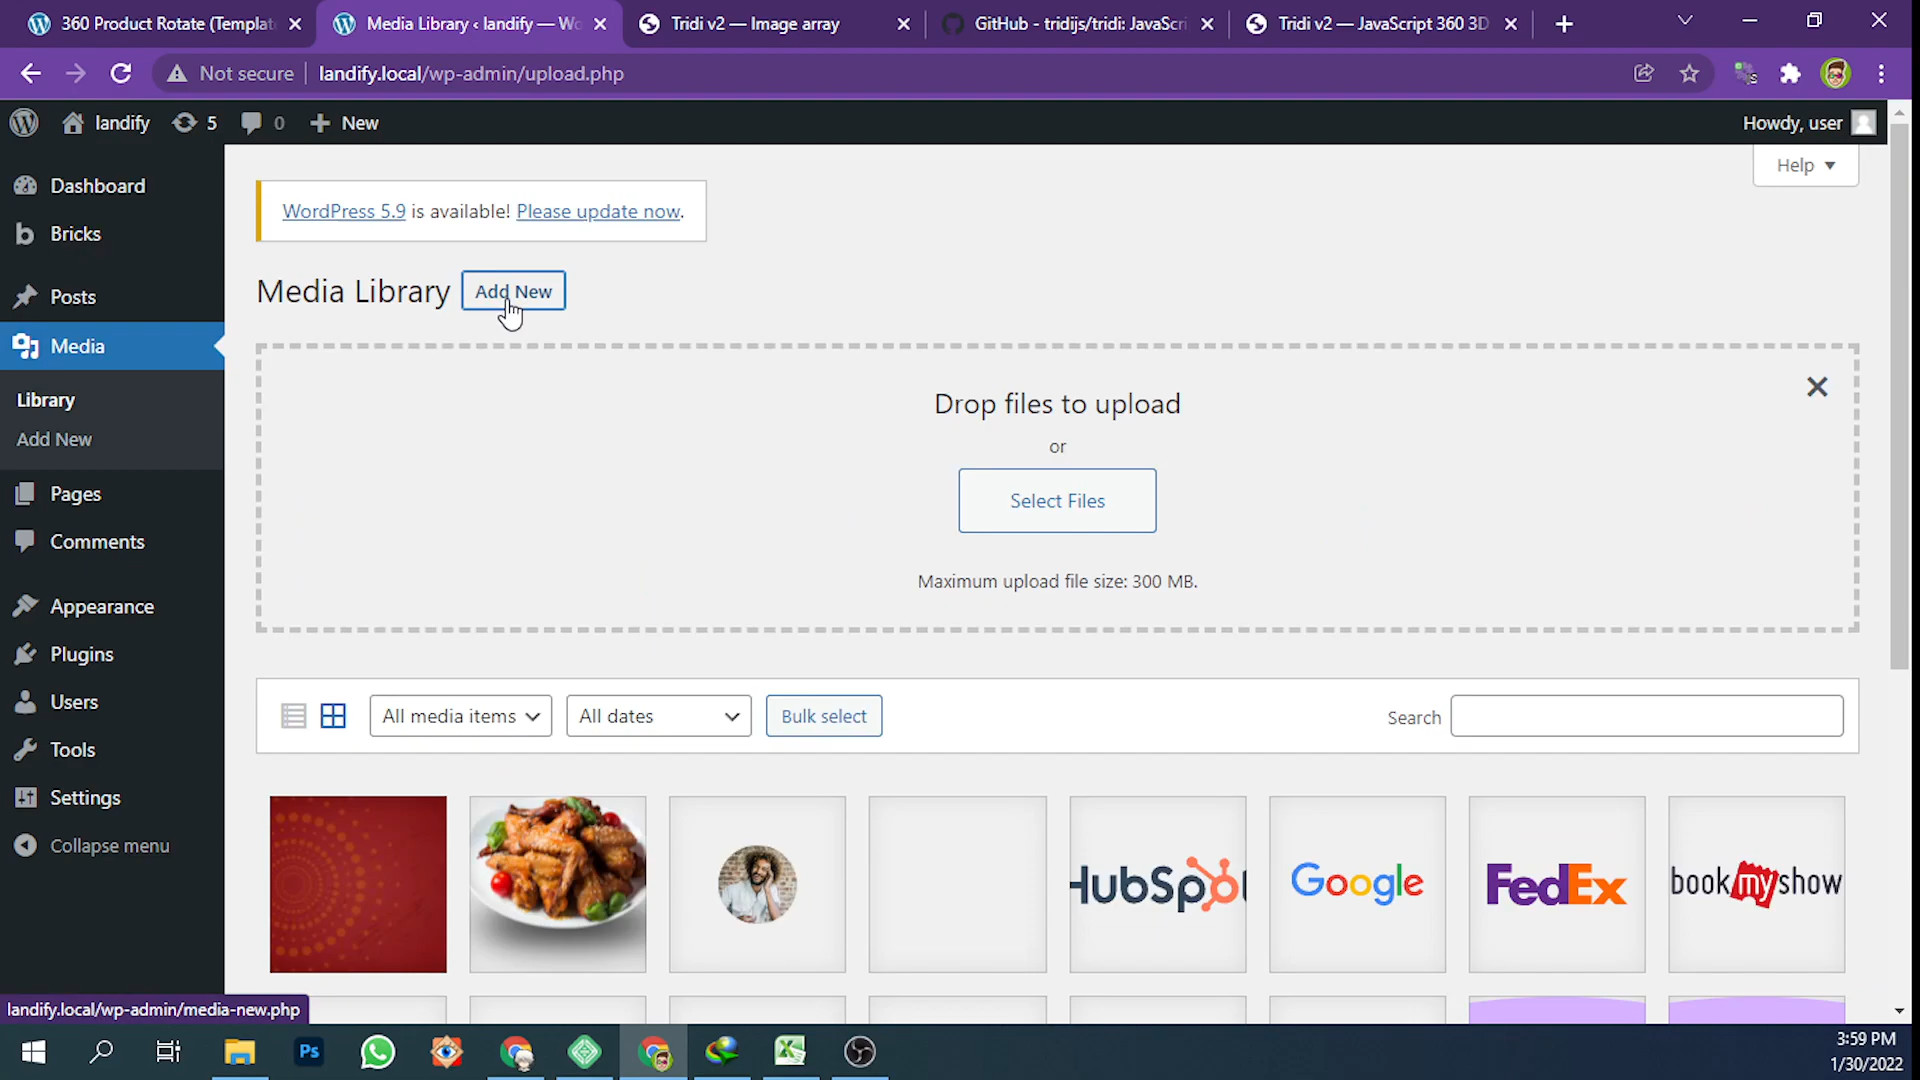 360 Product Rotate (Templat
Media Library ‹ landify — Wo
Tridi v2 — Image array
GitHub - tridijs/tridi: JavaScri
Tridi v2 — JavaScript 360 3D
Not secure
landify.local/wp-admin/upload.php
landify
5
0
New
Howdy, user
Help
Dashboard
Bricks
Posts
Media
Library
Add New
Pages
Comments
Appearance
Plugins
Users
Tools
Settings
Collapse menu
WordPress 5.9 is available! Please update now.
Media Library
Add New
Drop files to upload
or
Select Files
Maximum upload file size: 300 MB.
All media items
All dates
Bulk select
Search
HubSpot
Google
FedEx
bookmyshow
landify.local/wp-admin/media-new.php
Ps
3:59 PM
1/30/2022